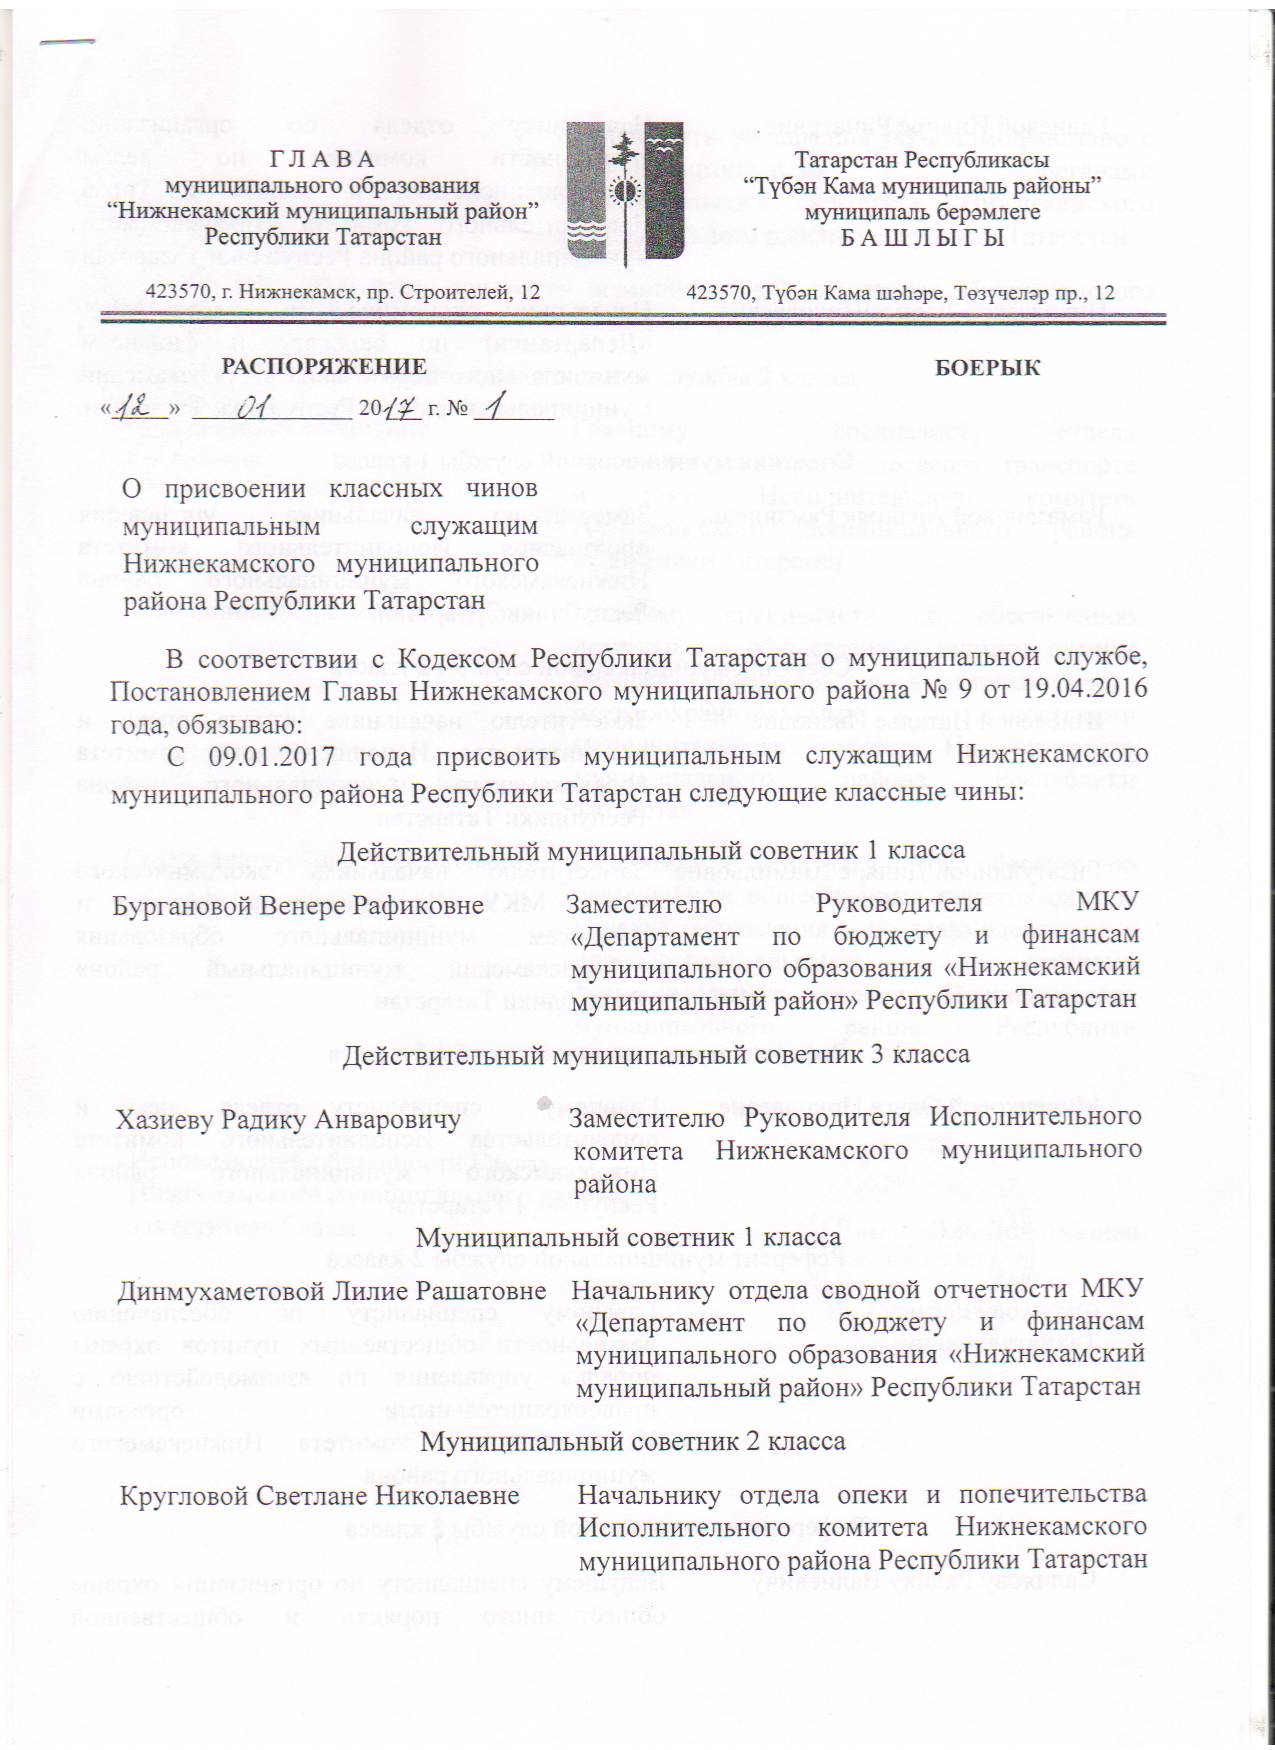 Г Л А В А
муниципального образования
“Нижнекамский муниципальный район”
Республики Татарстан
Татарстан Республикасы
“Түбән Кама муниципаль районы”
муниципаль берәмлеге
Б А Ш Л Ы Г Ы
423570, г. Нижнекамск, пр. Строителей, 12
423570, Түбән Кама шәһәре, Төзүчеләр пр., 12
РАСПОРЯЖЕНИЕ
БОЕРЫК
«12» 01 2017 г. № 1
О присвоении классных чинов
муниципальным служащим
Нижнекамского муниципального
района Республики Татарстан
В соответствии с Кодексом Республики Татарстан о муниципальной службе,
Постановлением Главы Нижнекамского муниципального района № 9 от 19.04.2016
года, обязываю:
С 09.01.2017 года присвоить муниципальным служащим Нижнекамского
муниципального района Республики Татарстан следующие классные чины:
Действительный муниципальный советник 1 класса
Бургановой Венере Рафиковне
Заместителю Руководителя МКУ
«Департамент по бюджету и финансам
муниципального образования «Нижнекамский
муниципальный район» Республики Татарстан
Действительный муниципальный советник 3 класса
Хазиеву Радику Анваровичу
Заместителю Руководителя Исполнительного
комитета Нижнекамского муниципального
района
Муниципальный советник 1 класса
Динмухаметовой Лилие Рашатовне
Начальнику отдела сводной отчетности МКУ
«Департамент по бюджету и финансам
муниципального образования «Нижнекамский
муниципальный район» Республики Татарстан
Муниципальный советник 2 класса
Кругловой Светлане Николаевне
Начальнику отдела опеки и попечительства
Исполнительного комитета Нижнекамского
муниципального района Республики Татарстан